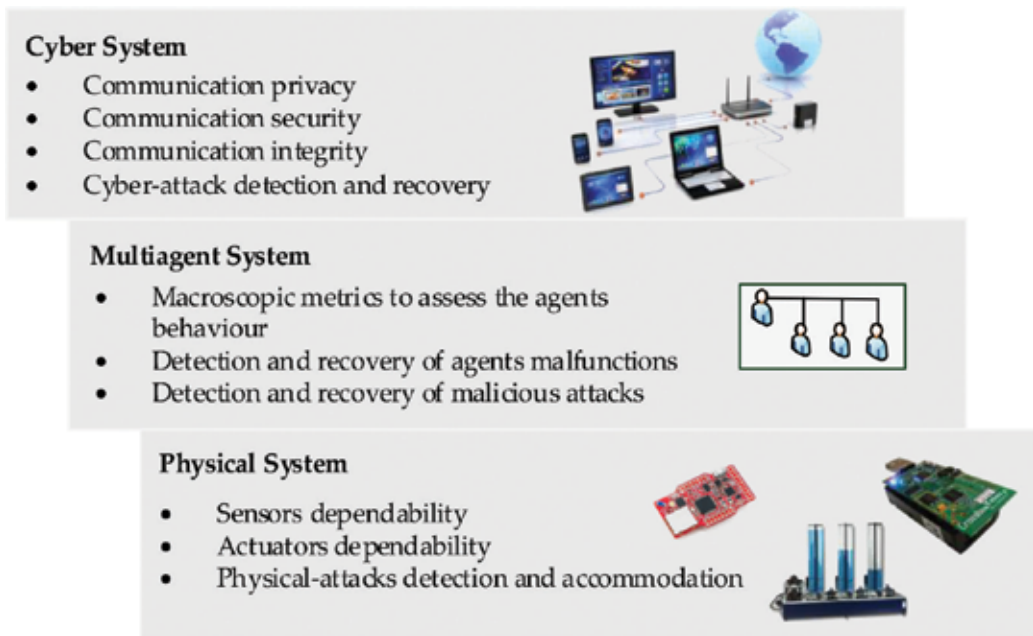 Cyber System
• Communication privacy
• Communication security
• Communication integrity
• Cyber-attack detection and recovery
Multiagent System
• Macroscopic metrics to assess the agents
behaviour
• Detection and recovery of agents malfunctions
• Detection and recovery of malicious attacks
Physical System
• Sensors dependability
• Actuators dependability
• Physical-attacks detection and accommodation